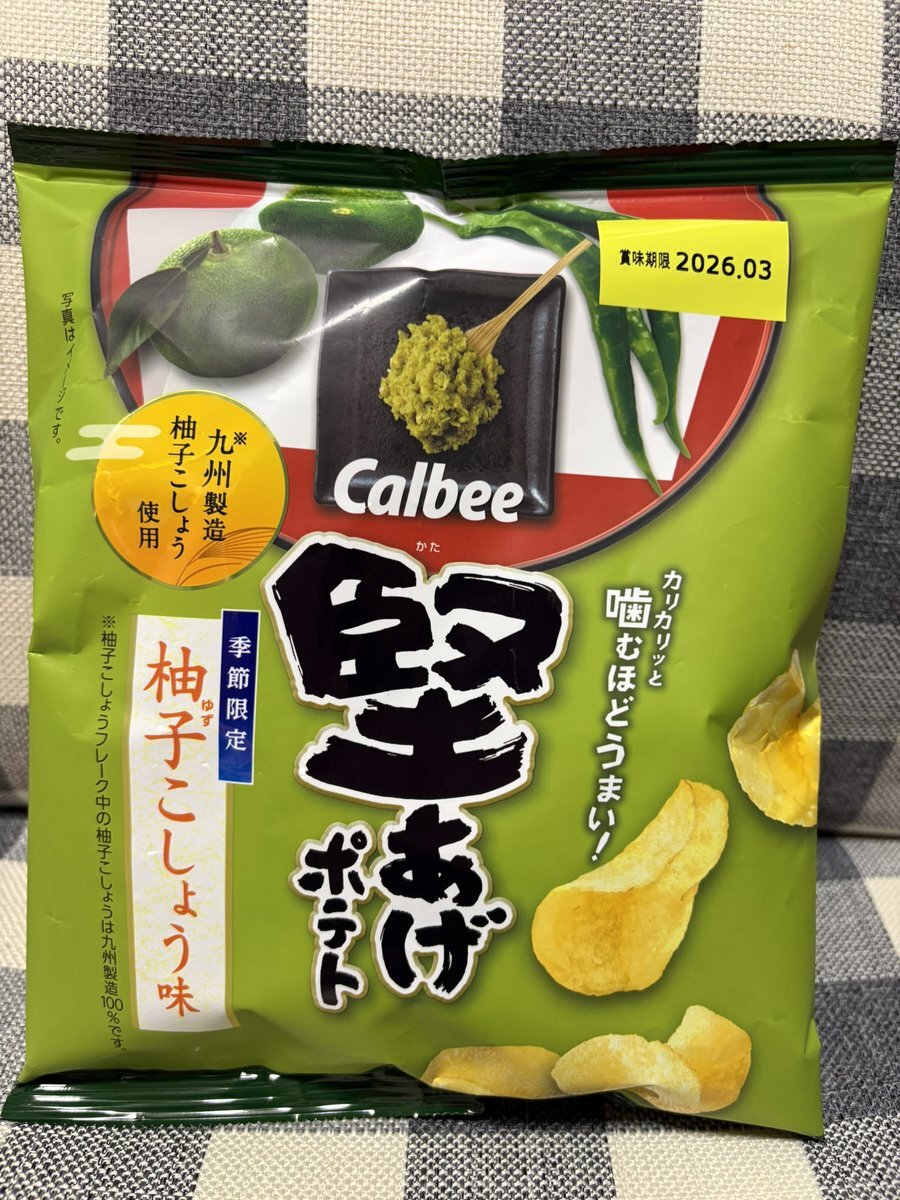 賞味期限 2026.03
写真はイメージです。
※九州製造
柚子こしょう
使用
Calbee
かた
堅あげ
ポテト
カリカリッと
噛むほどうまい!
季節限定
柚子こしょう味
ゆず
※柚子こしょうフレーク中の柚子こしょうは九州製造100%です。